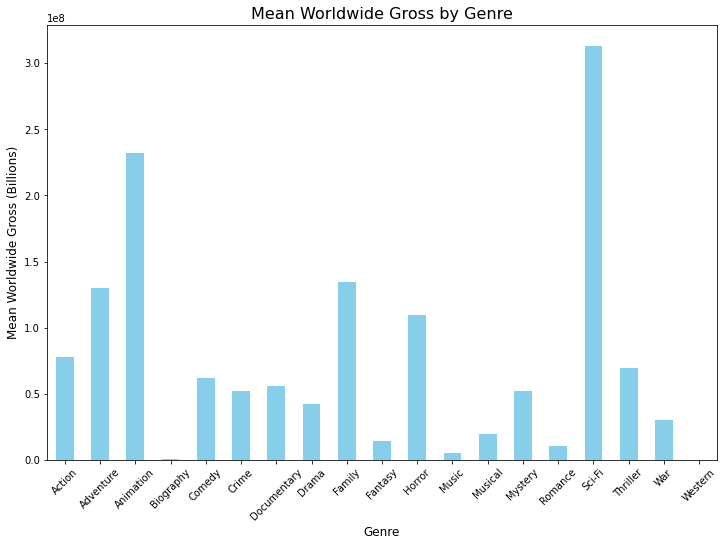 Mean Worldwide Gross by Genre
1e8
3.0
2.5
2.0
1.5
1.0
0.5
0.0
Mean Worldwide Gross (Billions)
Action
Adventure
Animation
Biography
Comedy
Crime
Documentary
Drama
Family
Fantasy
Horror
Music
Musical
Mystery
Romance
Sci-Fi
Thriller
War
Western
Genre